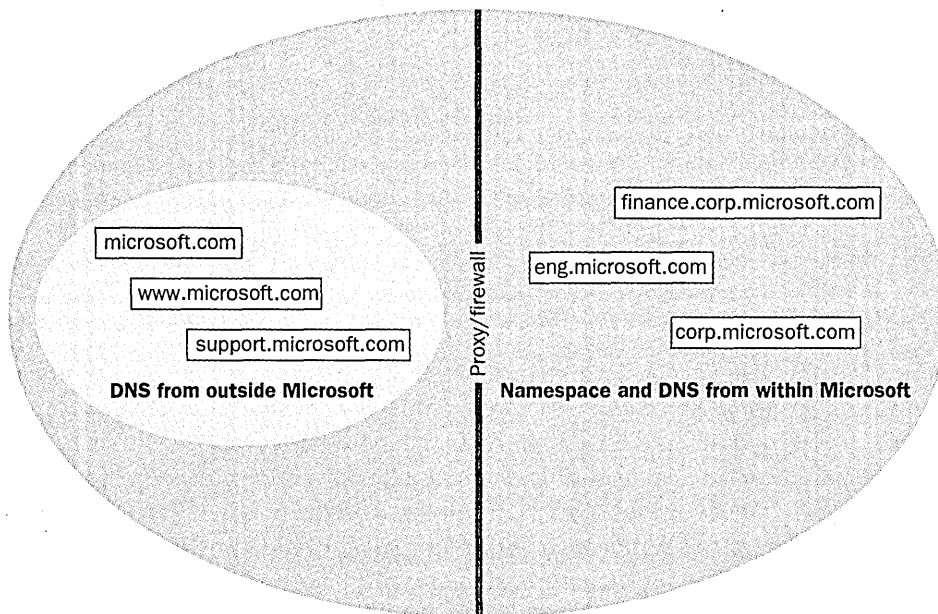 microsoft.com
www.microsoft.com
support.microsoft.com
DNS from outside Microsoft
Proxy/firewall
finance.corp.microsoft.com
eng.microsoft.com
corp.microsoft.com
Namespace and DNS from within Microsoft